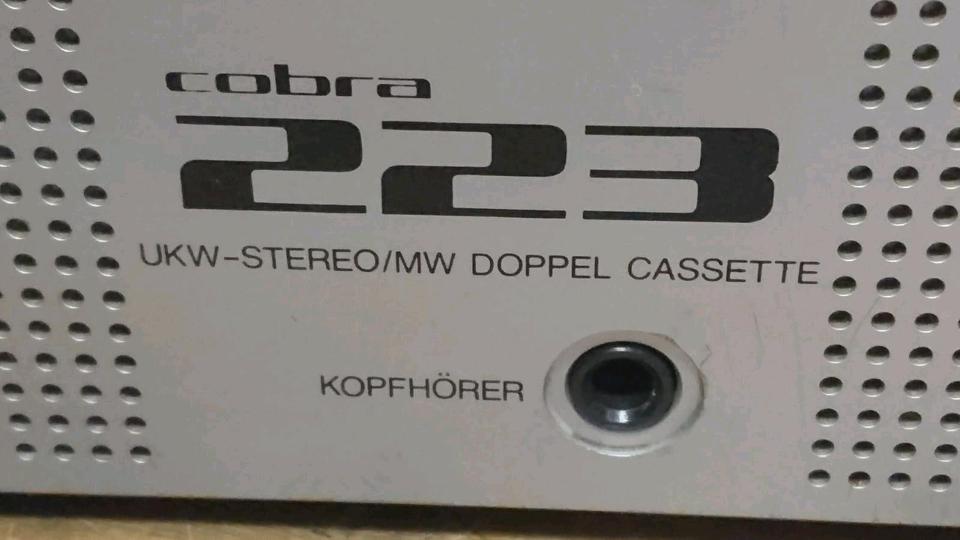 cobra
223
UKW-STEREO/MW DOPPEL CASSETTE
KOPFHÖRER